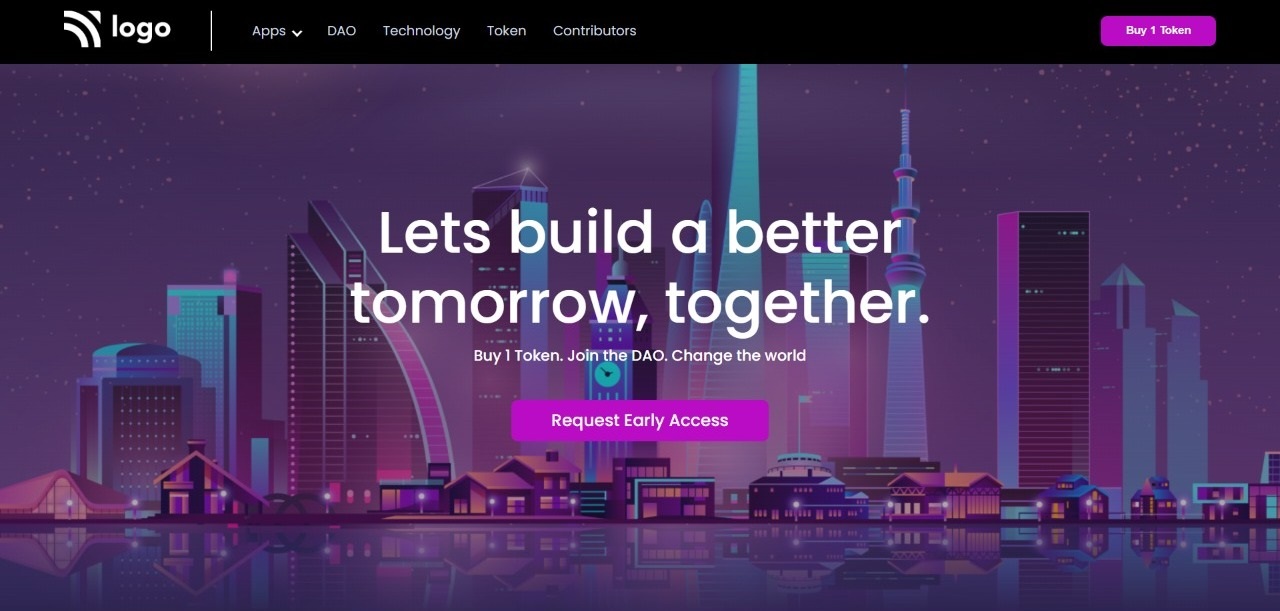 logo
Apps
DAO
Technology
Token
Contributors
Buy 1 Token
Lets build a better
tomorrow, together.
Buy 1 Token. Join the DAO. Change the world
Request Early Access